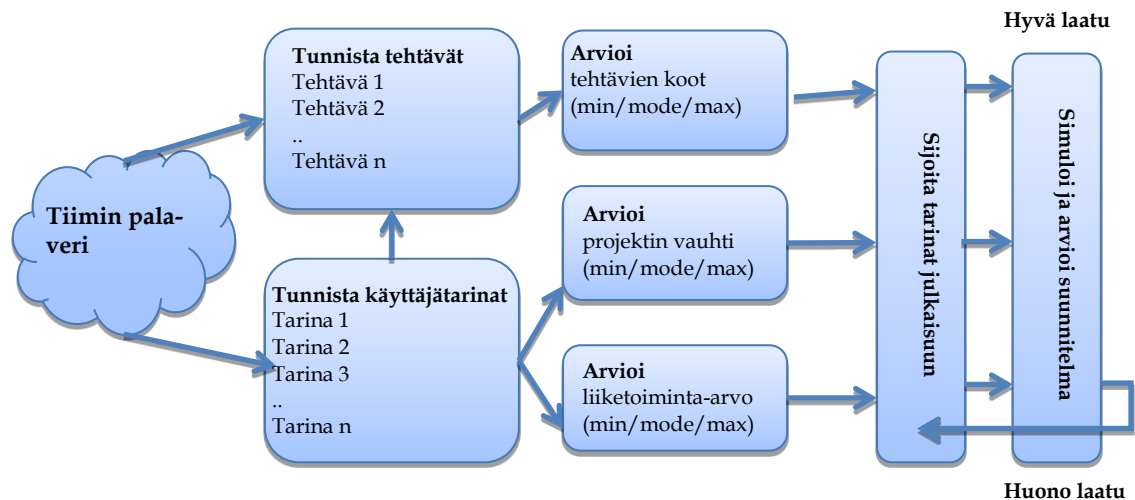 Tiimin pala-
veri
Tunnista tehtävät
Tehtävä 1
Tehtävä 2
..
Tehtävä n
Tunnista käyttäjätarinat
Tarina 1
Tarina 2
Tarina 3
..
Tarina n
Arvioi
tehtävien koot
(min/mode/max)
Arvioi
projektin vauhti
(min/mode/max)
Arvioi
liiketoiminta-arvo
(min/mode/max)
Sijoita tarinat julkaisuun
Hyvä laatu
Simuloi ja arvioi suunnitelma
Huono laatu